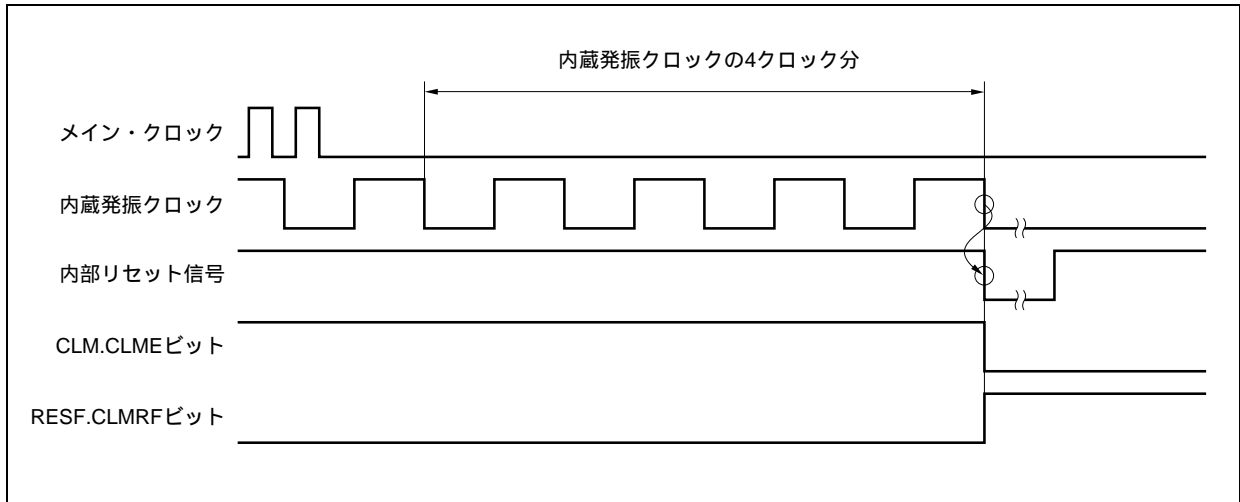 内蔵発振クロックの4クロック分
メイン・クロック
内蔵発振クロック
内部リセット信号
CLM.CLMEビット
RESF.CLMRFビット